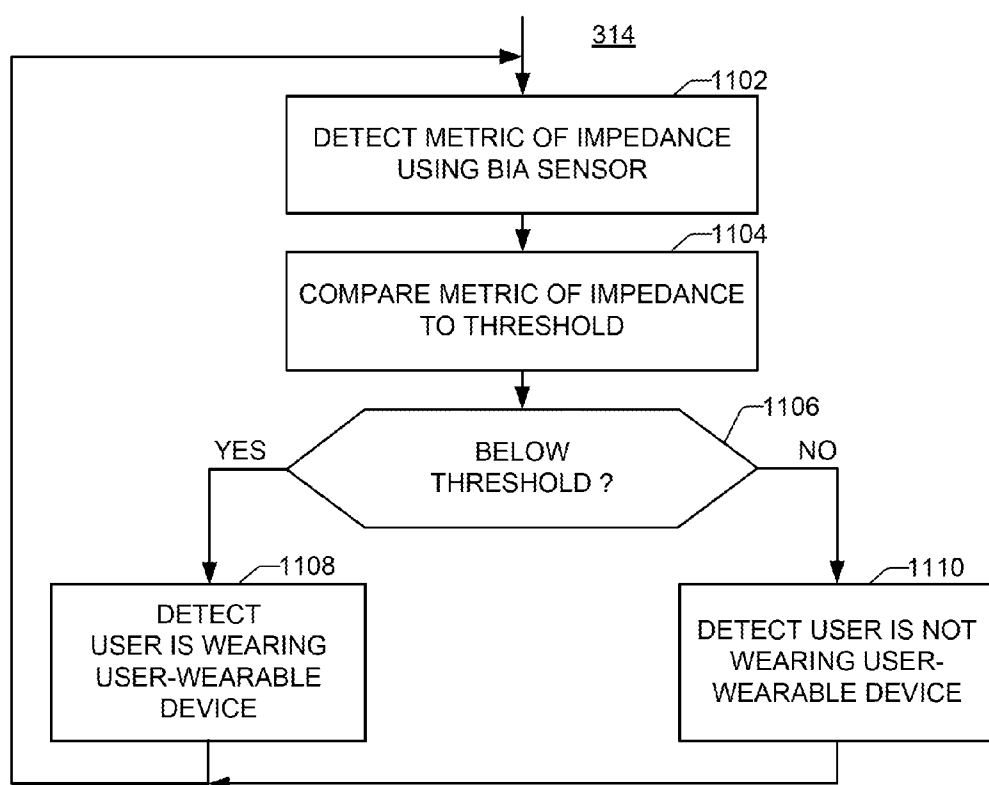 314
1102
DETECT METRIC OF IMPEDANCE
USING BIA SENSOR
1104
COMPARE METRIC OF IMPEDANCE
TO THRESHOLD
1106
YES
BELOW
THRESHOLD ?
NO
1108
DETECT
USER IS WEARING
USER-WEARABLE
DEVICE
1110
DETECT USER IS NOT
WEARING USER-
WEARABLE DEVICE